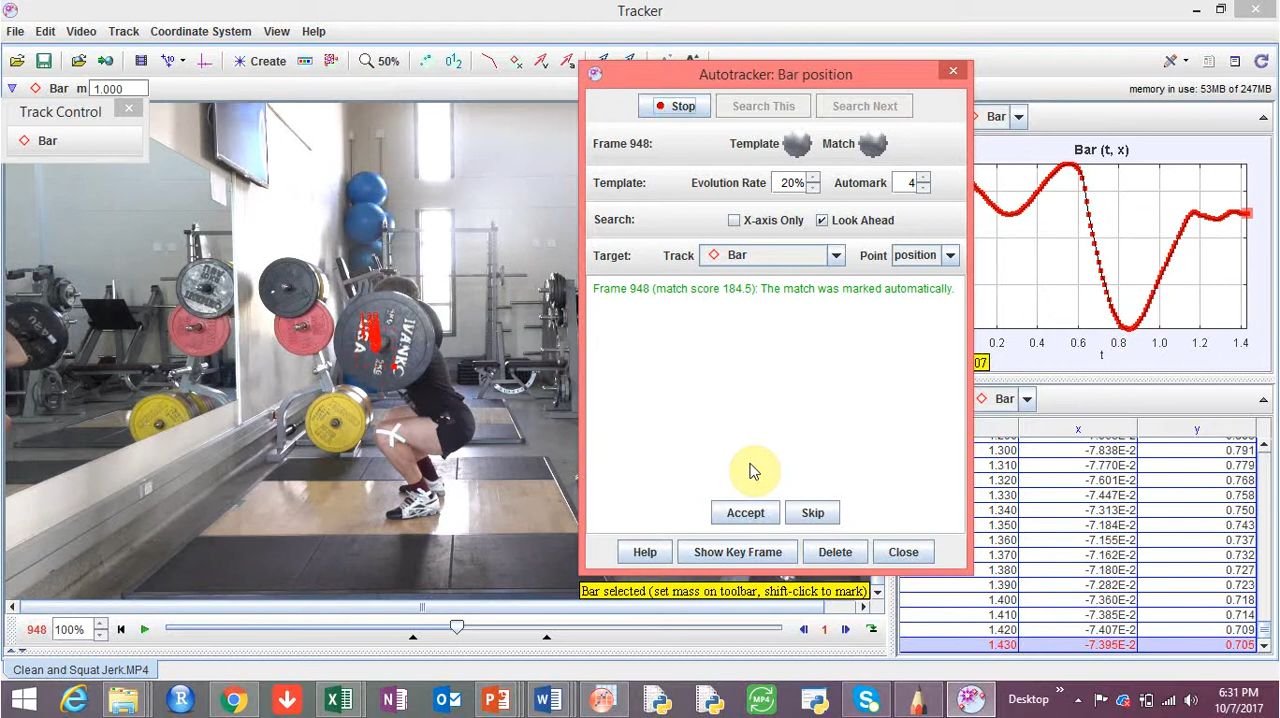 Tracker
File Edit Video Track Coordinate System View Help
Create 50%
Bar m 1.000
memory in use: 53MB of 247MB
Track Control
Bar
Autotracker: Bar position
Stop Search This Search Next
Frame 948: Template Match
Template: Evolution Rate 20% Automark 4
Search: X-axis Only Look Ahead
Target: Track Bar Point position
Frame 948 (match score 184.5): The match was marked automatically.
Accept Skip
Help Show Key Frame Delete Close
Bar selected (set mass on toolbar, shift-click to mark)
IVANKO
USA
25
Bar
Bar (t, x)
0.2 0.4 0.6 0.8 1.0 1.2 1.4
t
07
Bar
x y
1.300 -7.838E-2 0.791
1.310 -7.770E-2 0.779
1.320 -7.601E-2 0.768
1.330 -7.447E-2 0.758
1.340 -7.313E-2 0.750
1.350 -7.184E-2 0.743
1.360 -7.155E-2 0.737
1.370 -7.162E-2 0.732
1.380 -7.180E-2 0.727
1.390 -7.282E-2 0.723
1.400 -7.360E-2 0.718
1.410 -7.385E-2 0.714
1.420 -7.407E-2 0.709
1.430 -7.395E-2 0.705
948 100% 1
Clean and Squat Jerk.MP4
Desktop
6:31 PM
10/7/2017